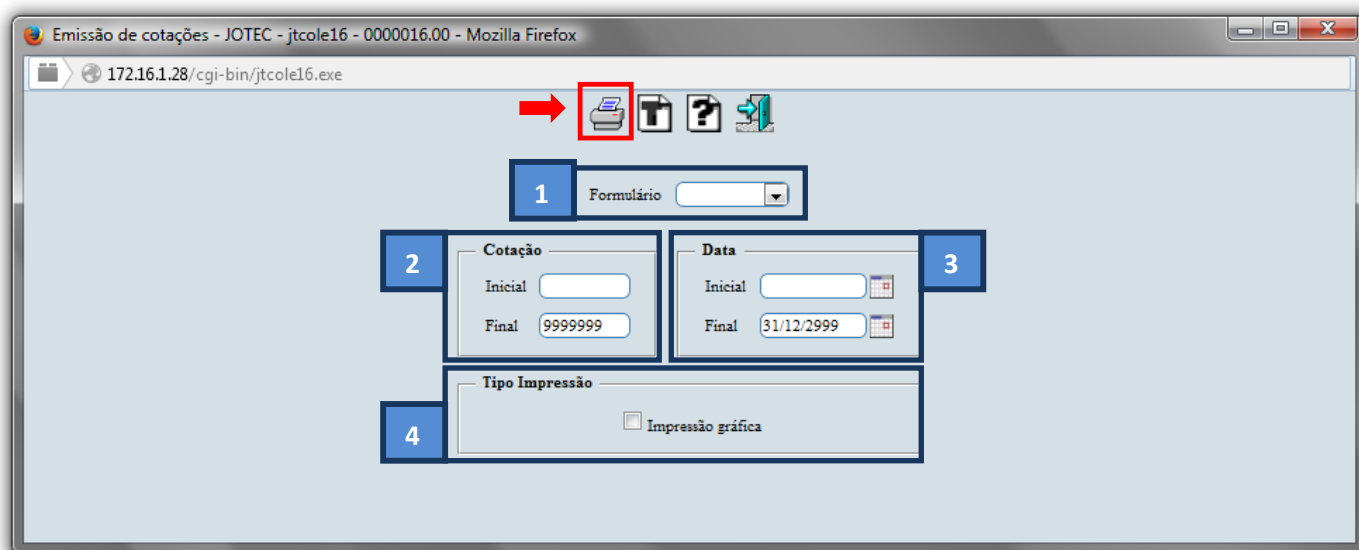 Emissão de cotações - JOTEC - jtcole16 - 0000016.00 - Mozilla Firefox
172.16.1.28/cgi-bin/jtcole16.exe
T ?
1 Formulário
2 Cotação Data 3
Inicial Inicial
Final 9999999 Final 31/12/2999
Tipo Impressão
4 Impressão gráfica